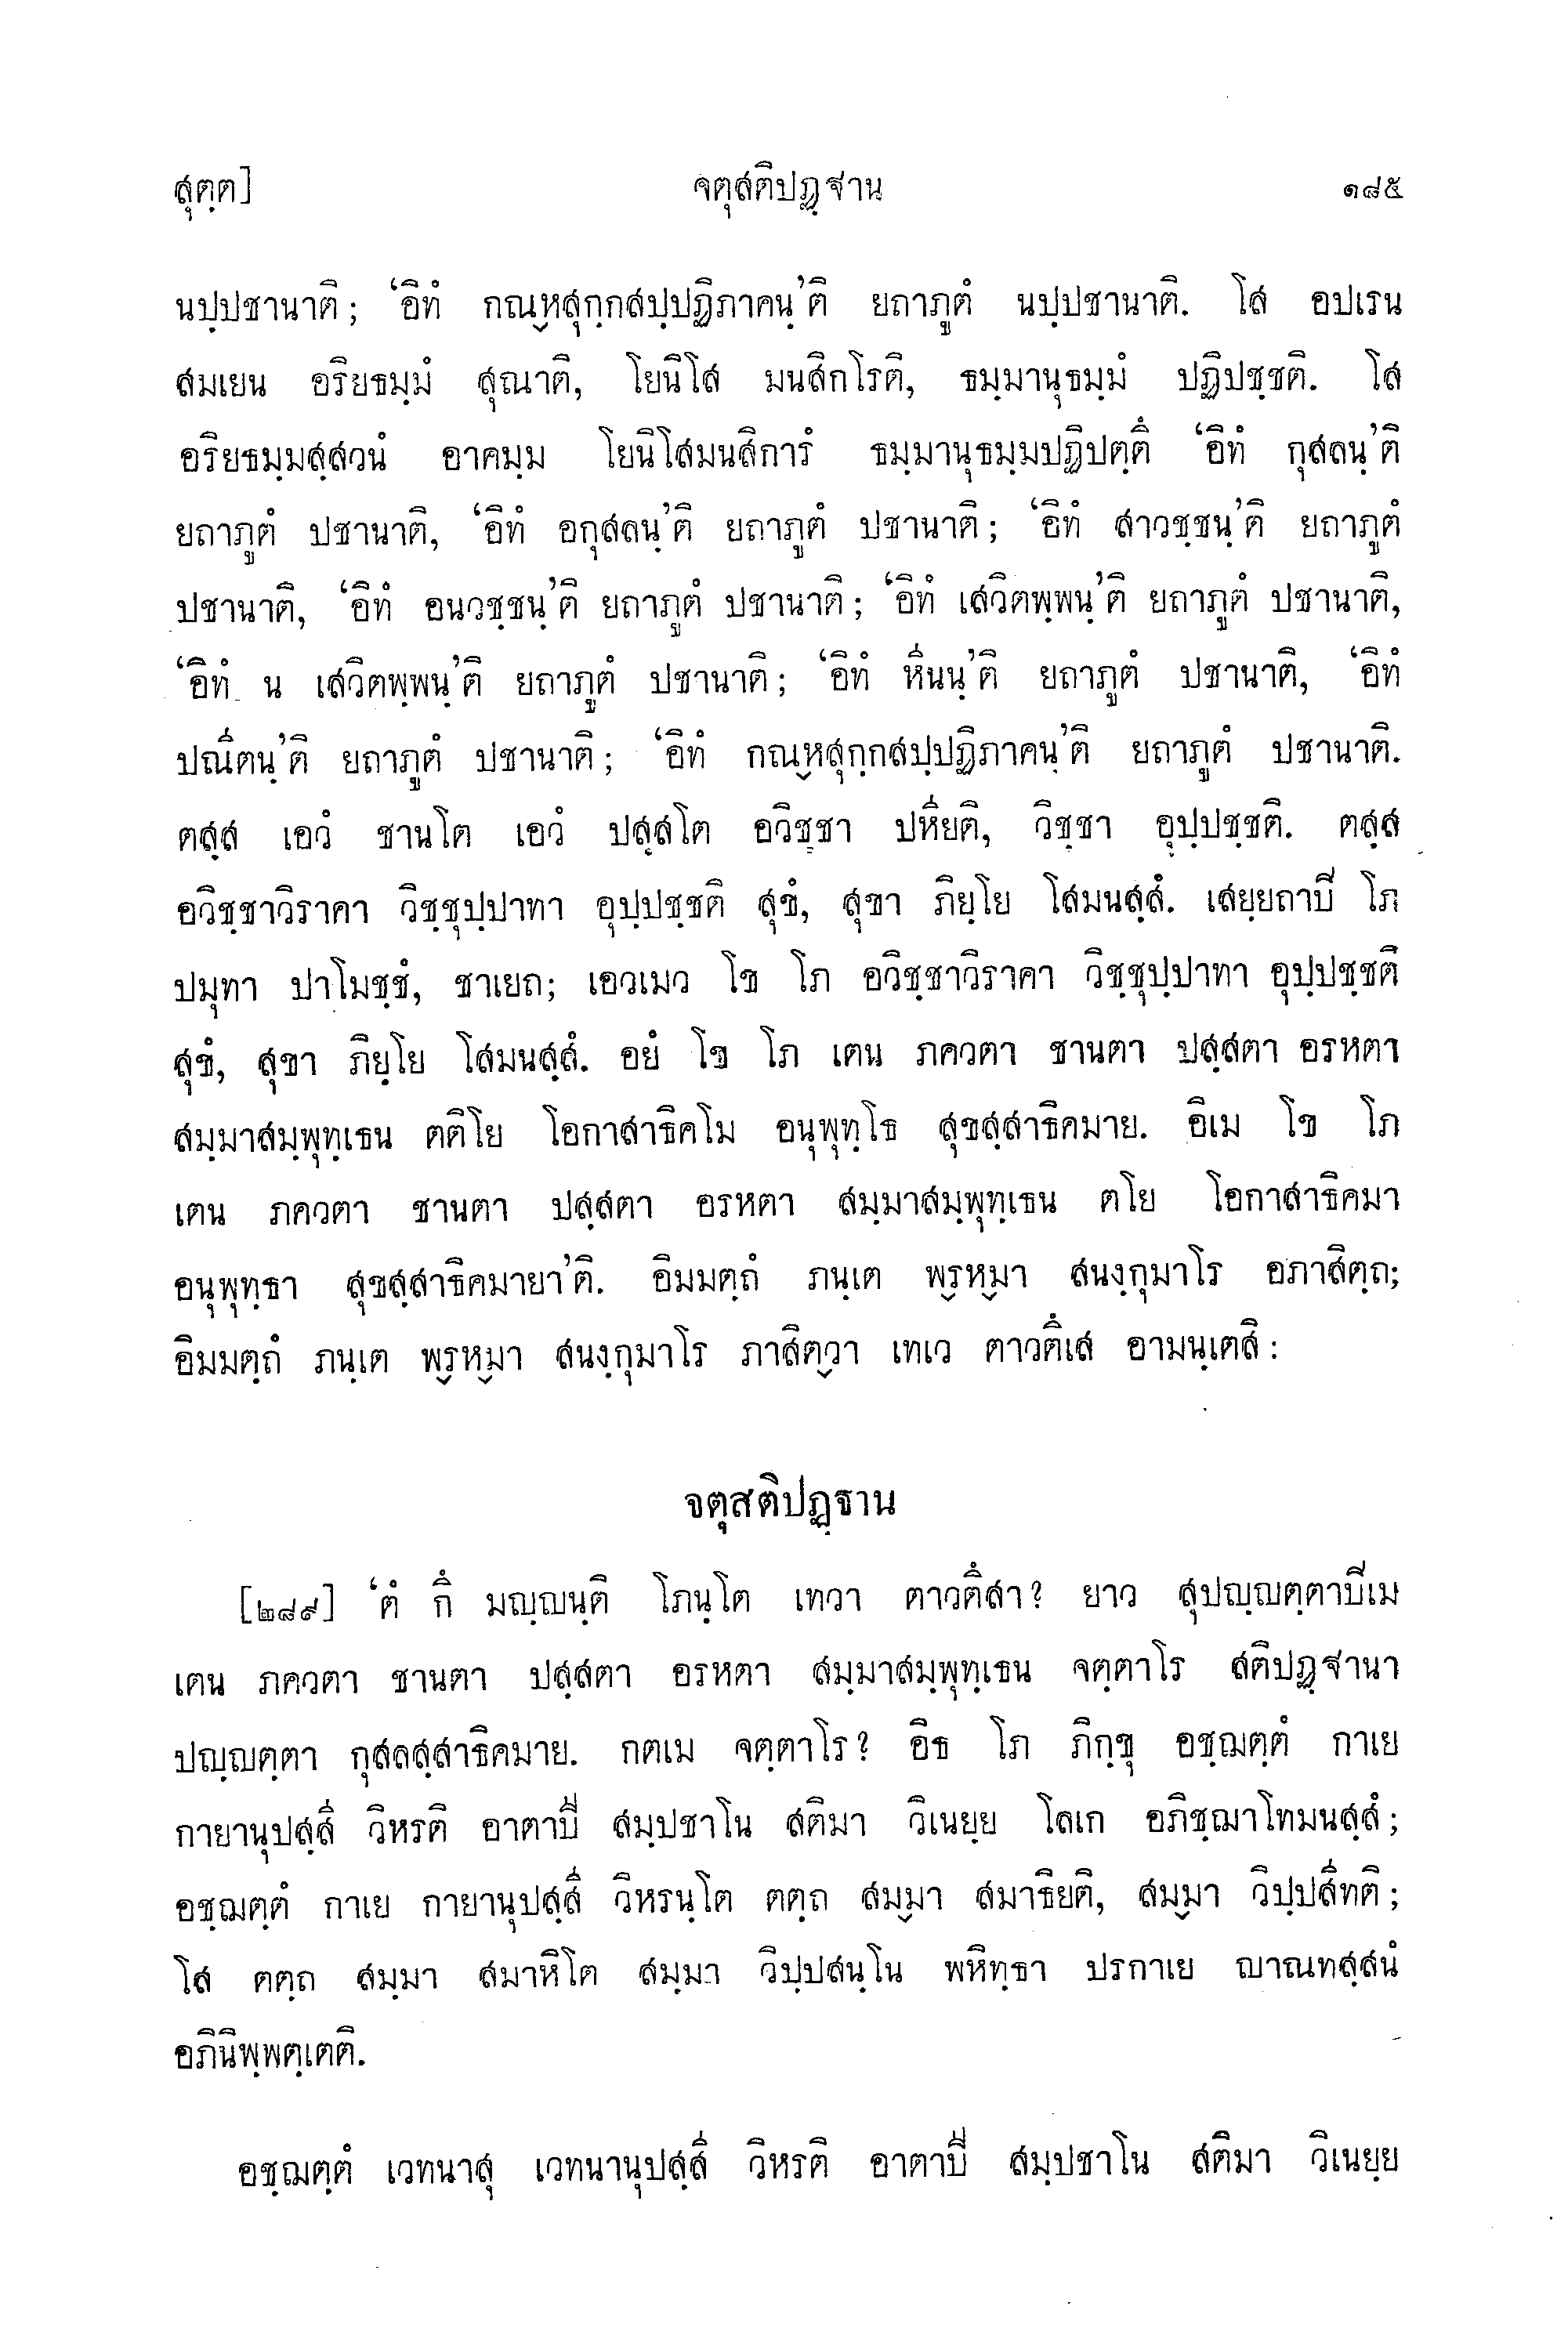 สุตฺต] จตุสติปฏฺฐาน ๑๘๕
นปฺปชานาติ; ‘อิทํ กณฺหสุกฺกสปฺปฏิภาคนฺ’ติ ยถาภูตํ นปฺปชานาติ. โส อปเรน
สมเยน อริยธมฺมํ สุณาติ, โยนิโส มนสิกโรติ, ธมฺมานุธมฺมํ ปฏิปชฺชติ. โส
อริยธมฺมสฺสวนํ อาคมฺม โยนิโสมนสิการํ ธมฺมานุธมฺมปฏิปตฺตึ ‘อิทํ กุสลนฺ’ติ
ยถาภูตํ ปชานาติ, ‘อิทํ อกุสลนฺ’ติ ยถาภูตํ ปชานาติ; ‘อิทํ สาวชฺชนฺ’ติ ยถาภูตํ
ปชานาติ, ‘อิทํ อนวชฺชนฺ’ติ ยถาภูตํ ปชานาติ; ‘อิทํ เสวิตพฺพนฺ’ติ ยถาภูตํ ปชานาติ,
‘อิทํ น เสวิตพฺพนฺ’ติ ยถาภูตํ ปชานาติ; ‘อิทํ หีนนฺ’ติ ยถาภูตํ ปชานาติ, ‘อิทํ
ปณีตนฺ’ติ ยถาภูตํ ปชานาติ; ‘อิทํ กณฺหสุกฺกสปฺปฏิภาคนฺ’ติ ยถาภูตํ ปชานาติ.
ตสฺส เอวํ ชานโต เอวํ ปสฺสโต อวิชฺชา ปหียติ, วิชฺชา อุปฺปชฺชติ. ตสฺส
อวิชฺชาวิราคา วิชฺชุปฺปาทา อุปฺปชฺชติ สุขํ, สุขา ภิยฺโย โสมนสฺสํ. เสยฺยถาปี โภ
ปมุทา ปาโมชฺชํ, ชาเยถ; เอวเมว โข โภ อวิชฺชาวิราคา วิชฺชุปฺปาทา อุปฺปชฺชติ
สุขํ, สุขา ภิยฺโย โสมนสฺสํ. อยํ โข โภ เตน ภควตา ชานตา ปสฺสตา อรหตา
สมฺมาสมฺพุทฺเธน ตติโย โอกาสาธิคโม อนุพุทฺโธ สุขสฺสาธิคมาย. อิเม โข โภ
เตน ภควตา ชานตา ปสฺสตา อรหตา สมฺมาสมฺพุทฺเธน ตโย โอกาสาธิคมา
อนุพุทฺธา สุขสฺสาธิคมายา’ติ. อิมมตฺถํ ภนฺเต พฺรหฺมา สนงฺกุมาโร อภาสิตฺถ;
อิมมตฺถํ ภนฺเต พฺรหฺมา สนงฺกุมาโร ภาสิตฺวา เทเว ตาวตึเส อามนฺเตสิ:
จตุสติปฏฺฐาน
[๒๘๙] ‘ตํ กึ มญฺญนฺติ โภนฺโต เทวา ตาวตึสา? ยาว สุปญฺญตฺตาปีเม
เตน ภควตา ชานตา ปสฺสตา อรหตา สมฺมาสมฺพุทฺเธน จตฺตาโร สติปฏฺฐานา
ปญฺญตฺตา กุสลสฺสาธิคมาย. กตเม จตฺตาโร? อิธ โภ ภิกฺขุ อชฺฌตฺตํ กาเย
กายานุปสฺสี วิหรติ อาตาปี สมฺปชาโน สติมา วิเนยฺย โลเก อภิชฺฌาโทมนสฺสํ;
อชฺฌตฺตํ กาเย กายานุปสฺสี วิหรนฺโต ตตฺถ สมฺมา สมาธิยติ, สมฺมา วิปฺปสีทติ;
โส ตตฺถ สมฺมา สมาหิโต สมฺมา วิปฺปสนฺโน พหิทฺธา ปรกาเย ญาณทสฺสนํ
อภินิพฺพตฺเตติ.
อชฺฌตฺตํ เวทนาสุ เวทนานุปสฺสี วิหรติ อาตาปี สมฺปชาโน สติมา วิเนยฺย